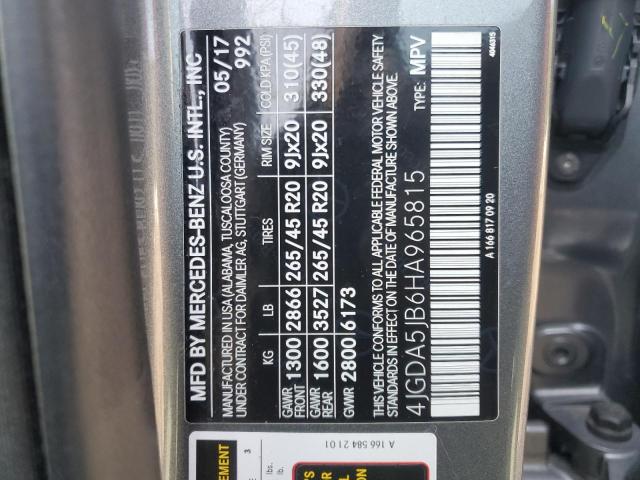 MFD BY MERCEDES-BENZ U.S. INTL., INC
MANUFACTURED IN USA (ALABAMA, TUSCALOOSA COUNTY) 05/17
UNDER CONTRACT FOR DAIMLER AG, STUTTGART (GERMANY) 992
KG LB TIRES RIM SIZE COLD KPA (PSI)
GAWR FRONT 1300 2866 265/45 R20 9Jx20 310(45)
GAWR REAR 1600 3527 265/45 R20 9Jx20 330(48)
GVWR 2800 6173
THIS VEHICLE CONFORMS TO ALL APPLICABLE FEDERAL MOTOR VEHICLE SAFETY
STANDARDS IN EFFECT ON THE DATE OF MANUFACTURE SHOWN ABOVE.
4JGDA5JB6HA965815 TYPE: MPV
A 166 817 09 20
4046315
A 166 584 21 01
3
lbs.
lb.